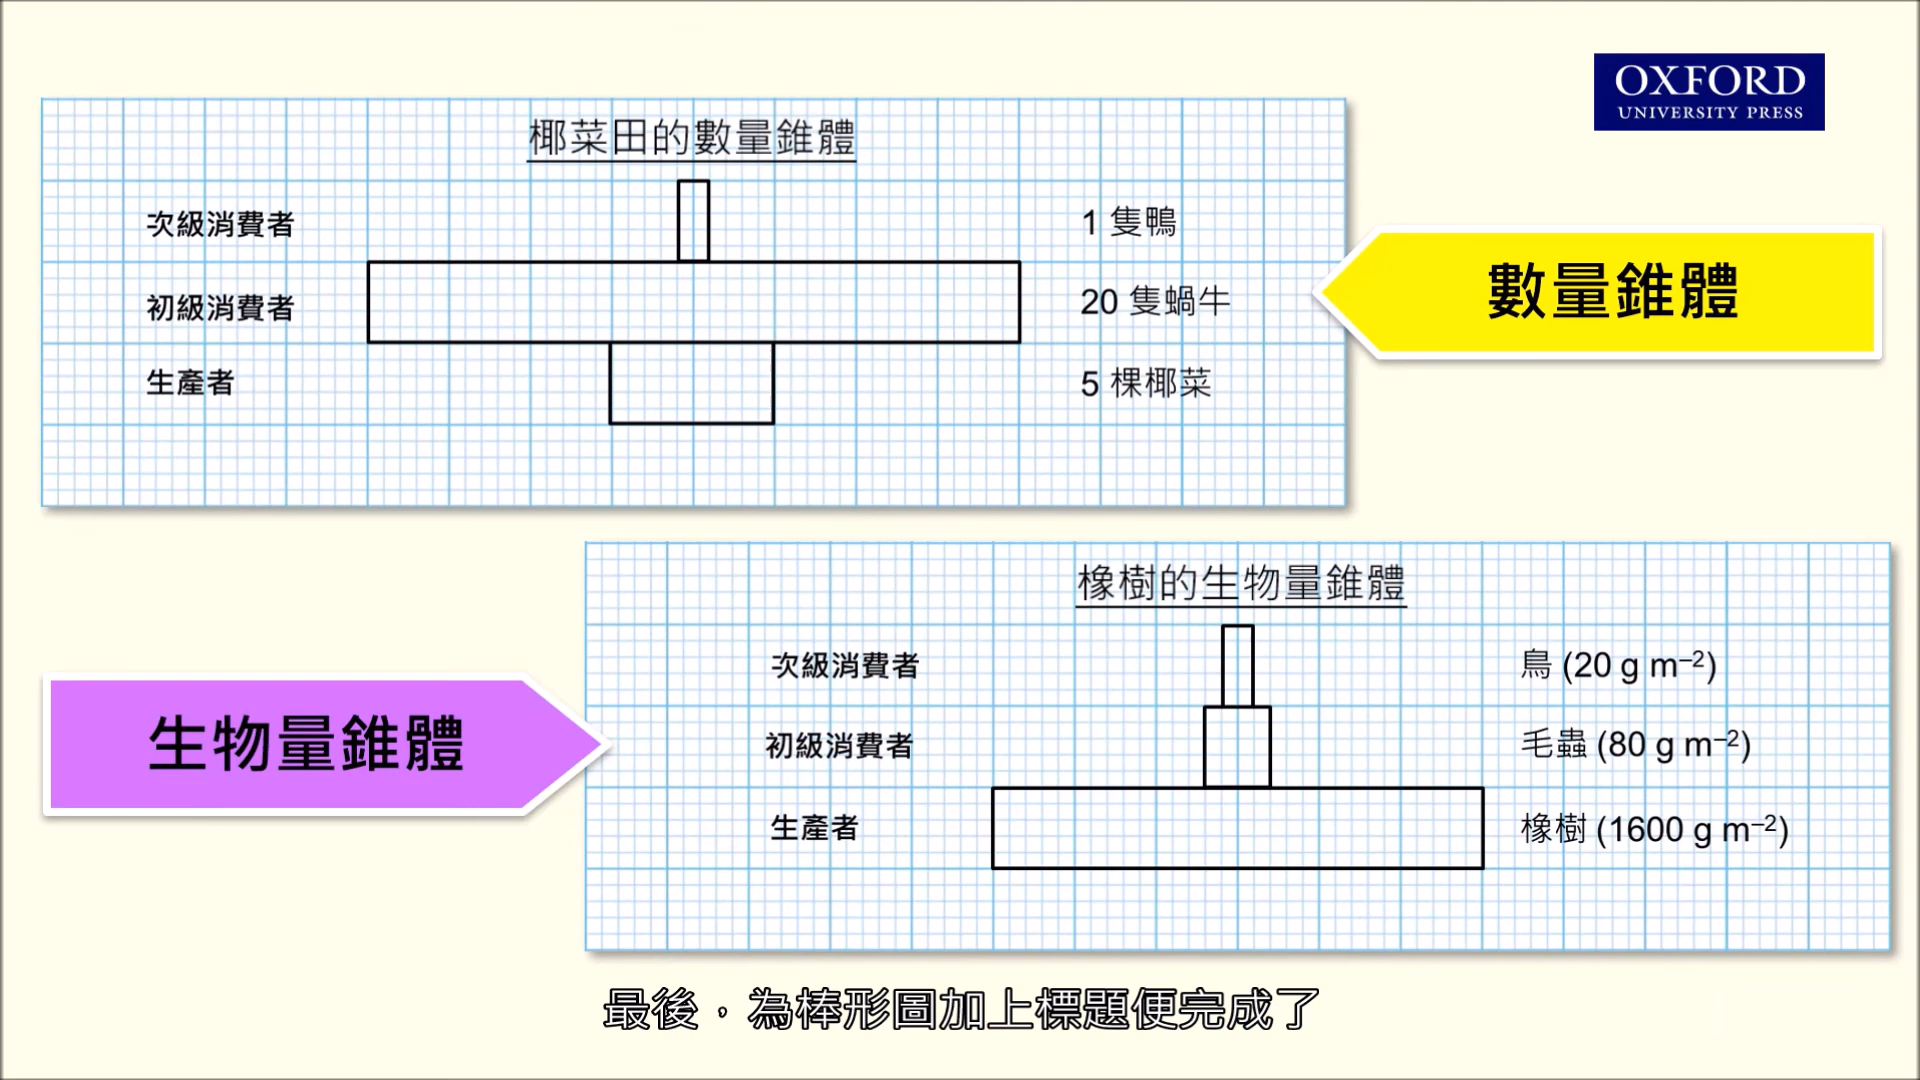 OXFORD
UNIVERSITY PRESS
椰菜田的數量錐體
次級消費者
1 隻鴨
初級消費者
20 隻蝸牛
生產者
5 棵椰菜
數量錐體
橡樹的生物量錐體
次級消費者
鳥 (20 g m⁻²)
初級消費者
毛蟲 (80 g m⁻²)
生產者
橡樹 (1600 g m⁻²)
生物量錐體
最後，為棒形圖加上標題便完成了